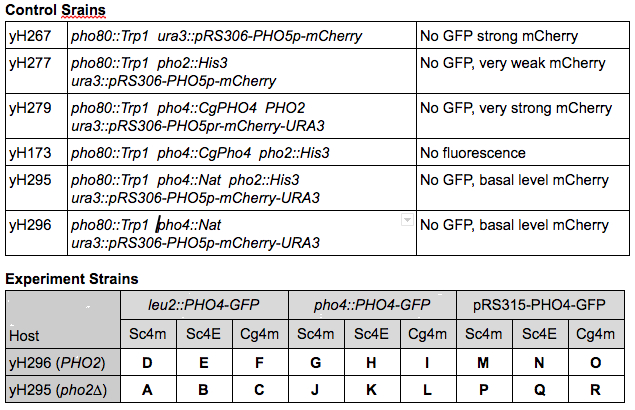 Control Srains
yH267 pho80::Trp1 ura3::pRS306-PHO5p-mCherry No GFP strong mCherry
yH277 pho80::Trp1 pho2::His3 No GFP, very weak mCherry
ura3::pRS306-PHO5p-mCherry
yH279 pho80::Trp1 pho4::CgPHO4 PHO2 No GFP, very strong mCherry
ura3::pRS306-PHO5pr-mCherry-URA3
yH173 pho80::Trp1 pho4::CgPho4 pho2::His3 No fluorescence
yH295 pho80::Trp1 pho4::Nat pho2::His3 No GFP, basal level mCherry
ura3::pRS306-PHO5p-mCherry-URA3
yH296 pho80::Trp1 pho4::Nat No GFP, basal level mCherry
ura3::pRS306-PHO5p-mCherry-URA3
Experiment Strains
leu2::PHO4-GFP pho4::PHO4-GFP pRS315-PHO4-GFP
Host Sc4m Sc4E Cg4m Sc4m Sc4E Cg4m Sc4m Sc4E Cg4m
yH296 (PHO2) D E F G H I M N O
yH295 (pho2Δ) A B C J K L P Q R